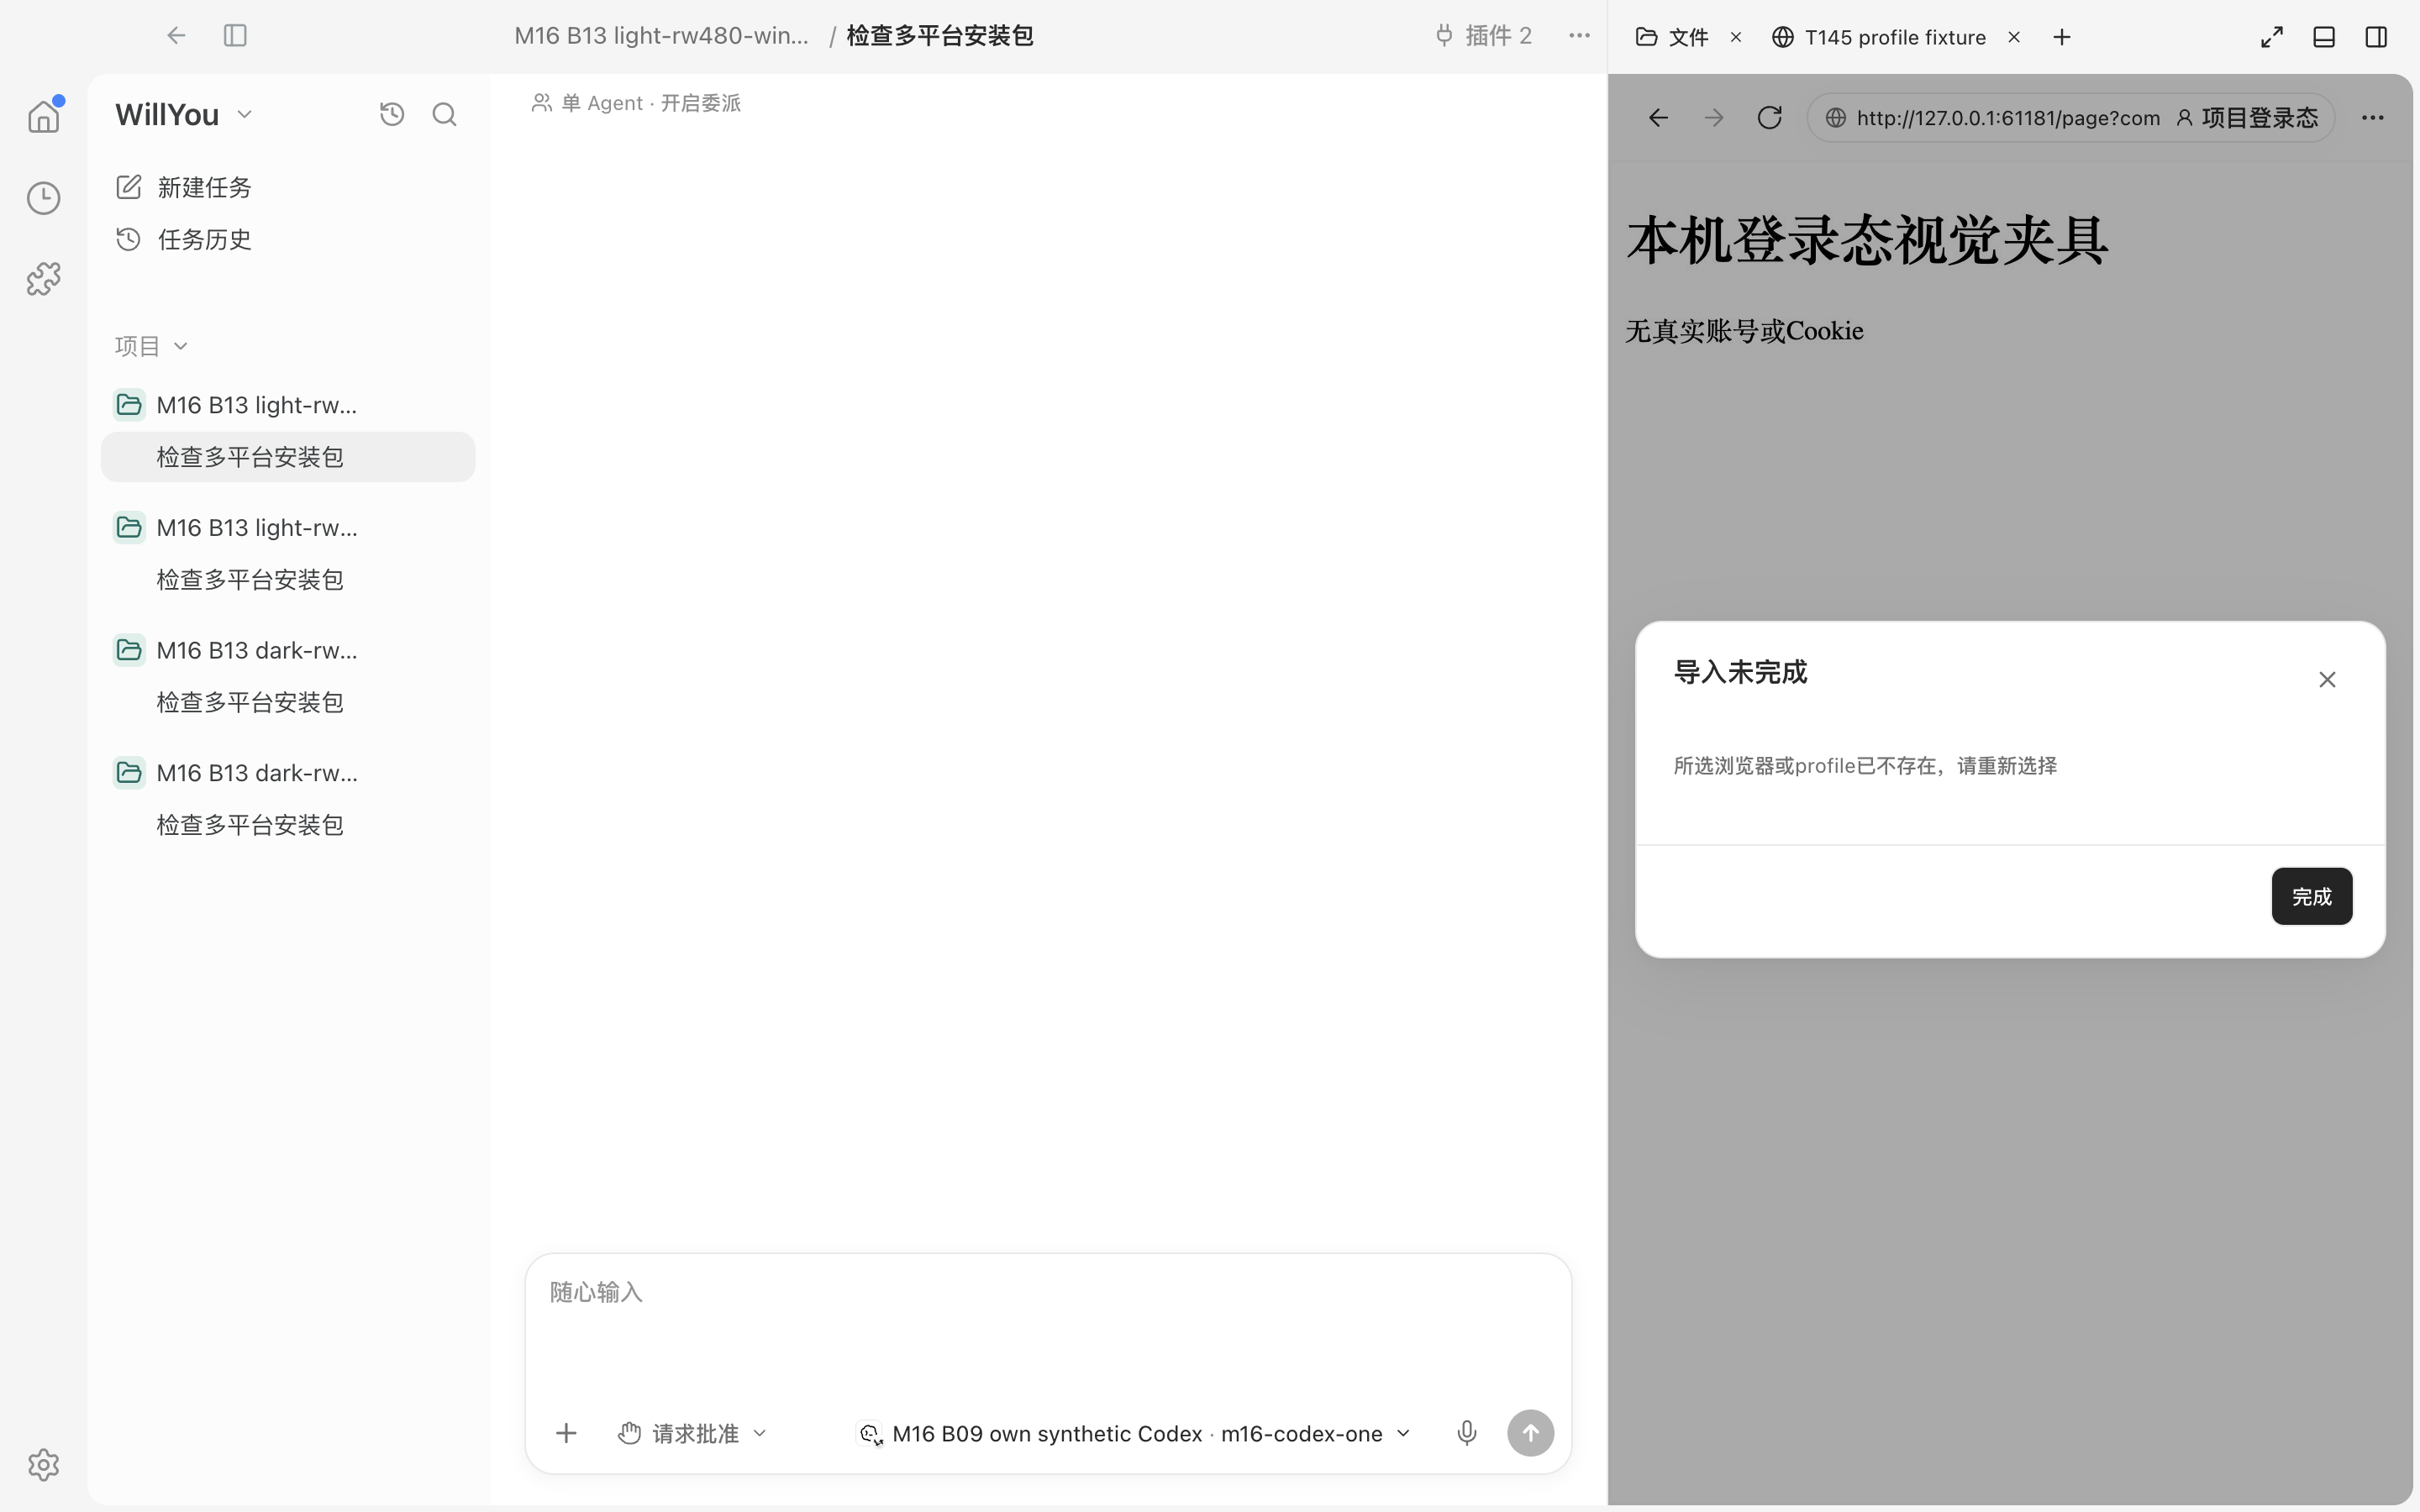 M16 B13 light-rw480-win... / 检查多平台安装包
插件 2
文件
T145 profile fixture
WillYou
新建任务
任务历史
项目
M16 B13 light-rw...
检查多平台安装包
M16 B13 light-rw...
检查多平台安装包
M16 B13 dark-rw...
检查多平台安装包
M16 B13 dark-rw...
检查多平台安装包
单 Agent · 开启委派
随心输入
请求批准
M16 B09 own synthetic Codex · m16-codex-one
http://127.0.0.1:61181/page?com
项目登录态
本机登录态视觉夹具
无真实账号或Cookie
导入未完成
所选浏览器或profile已不存在，请重新选择
完成